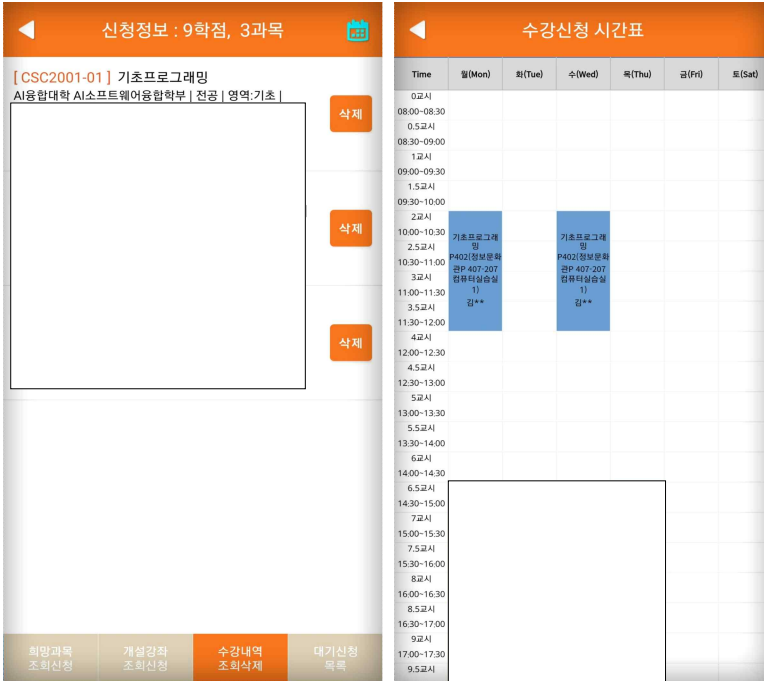 신청정보 : 9학점, 3과목
[ CSC2001-01 ] 기초프로그래밍
AI융합대학 AI소프트웨어융합학부 | 전공 | 영역:기초 |
삭제
삭제
삭제
희망과목
조회신청
개설강좌
조회신청
수강내역
조회삭제
대기신청
목록
수강신청 시간표
Time 월(Mon) 화(Tue) 수(Wed) 목(Thu) 금(Fri) 토(Sat)
0교시
08:00~08:30
0.5교시
08:30~09:00
1교시
09:00~09:30
1.5교시
09:30~10:00
2교시
10:00~10:30
2.5교시
10:30~11:00
3교시
11:00~11:30
3.5교시
11:30~12:00
4교시
12:00~12:30
4.5교시
12:30~13:00
5교시
13:00~13:30
5.5교시
13:30~14:00
6교시
14:00~14:30
6.5교시
14:30~15:00
7교시
15:00~15:30
7.5교시
15:30~16:00
8교시
16:00~16:30
8.5교시
16:30~17:00
9교시
17:00~17:30
9.5교시
기초프로그래
밍
P402(정보문화
관P 407-207
컴퓨터실습실
1)
김**
기초프로그래
밍
P402(정보문화
관P 407-207
컴퓨터실습실
1)
김**